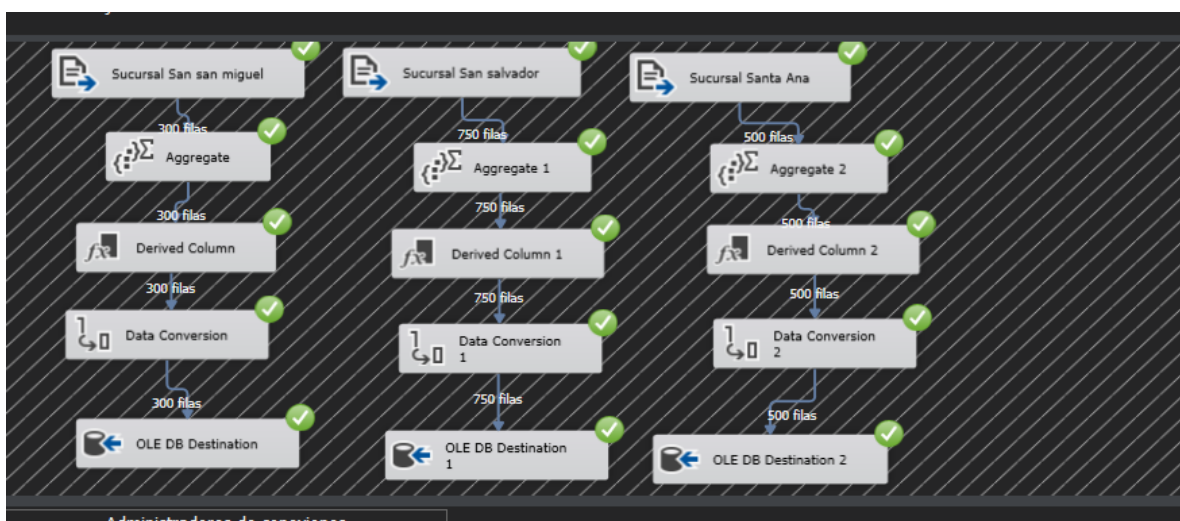 Sucursal San san miguel
300 filas
Aggregate
300 filas
Derived Column
300 filas
Data Conversion
300 filas
OLE DB Destination
Sucursal San salvador
750 filas
Aggregate 1
750 filas
Derived Column 1
750 filas
Data Conversion
1
750 filas
OLE DB Destination
1
Sucursal Santa Ana
500 filas
Aggregate 2
500 filas
Derived Column 2
500 filas
Data Conversion
2
500 filas
OLE DB Destination 2
Administradores de conexiones